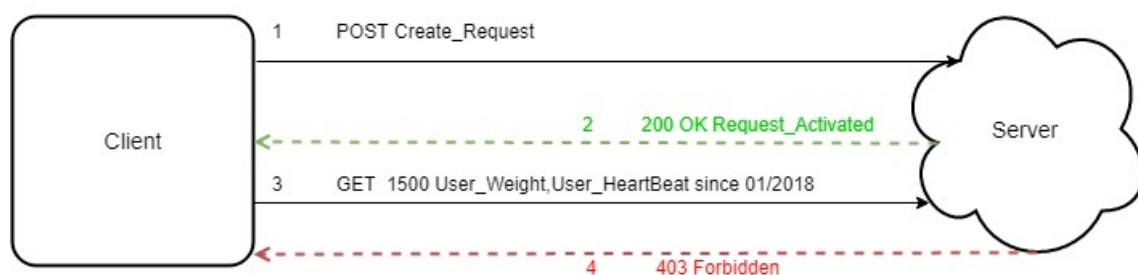 1 POST Create_Request
Client
2 200 OK Request_Activated
Server
3 GET 1500 User_Weight,User_HeartBeat since 01/2018
4 403 Forbidden